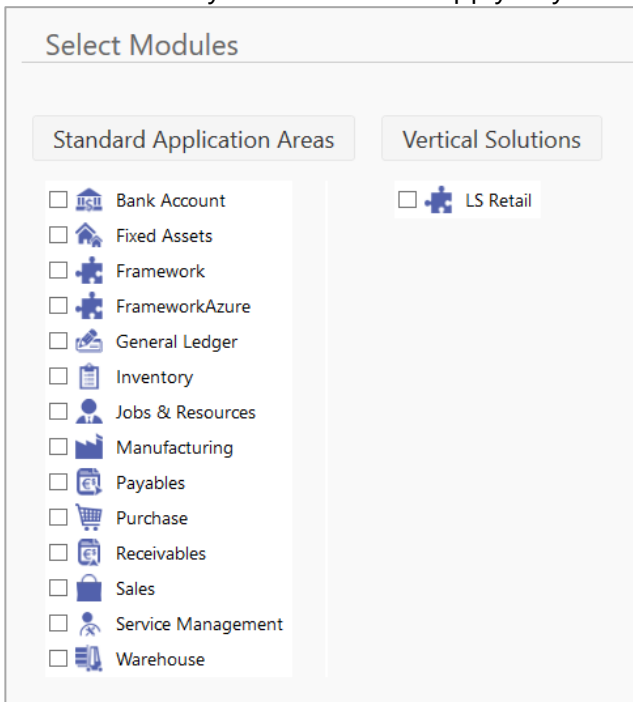 Select Modules
Standard Application Areas
Vertical Solutions
Bank Account
Fixed Assets
Framework
FrameworkAzure
General Ledger
Inventory
Jobs & Resources
Manufacturing
Payables
Purchase
Receivables
Sales
Service Management
Warehouse
LS Retail